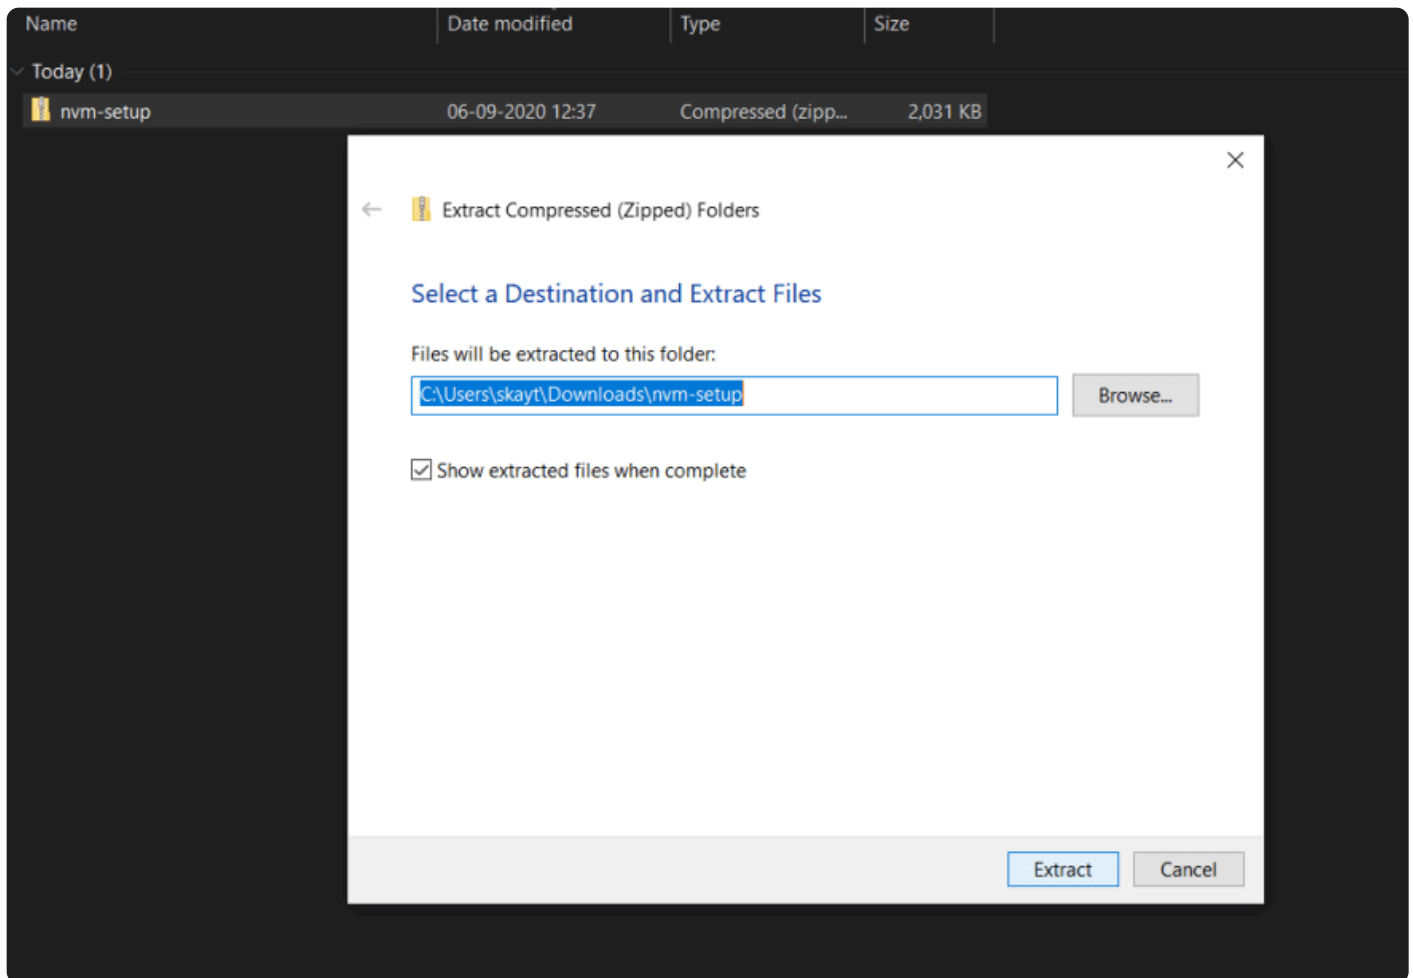 Name Date modified Type Size
Today (1)
nvm-setup 06-09-2020 12:37 Compressed (zipp... 2,031 KB
Extract Compressed (Zipped) Folders
Select a Destination and Extract Files
Files will be extracted to this folder:
C:\Users\skayt\Downloads\nvm-setup Browse...
Show extracted files when complete
Extract Cancel